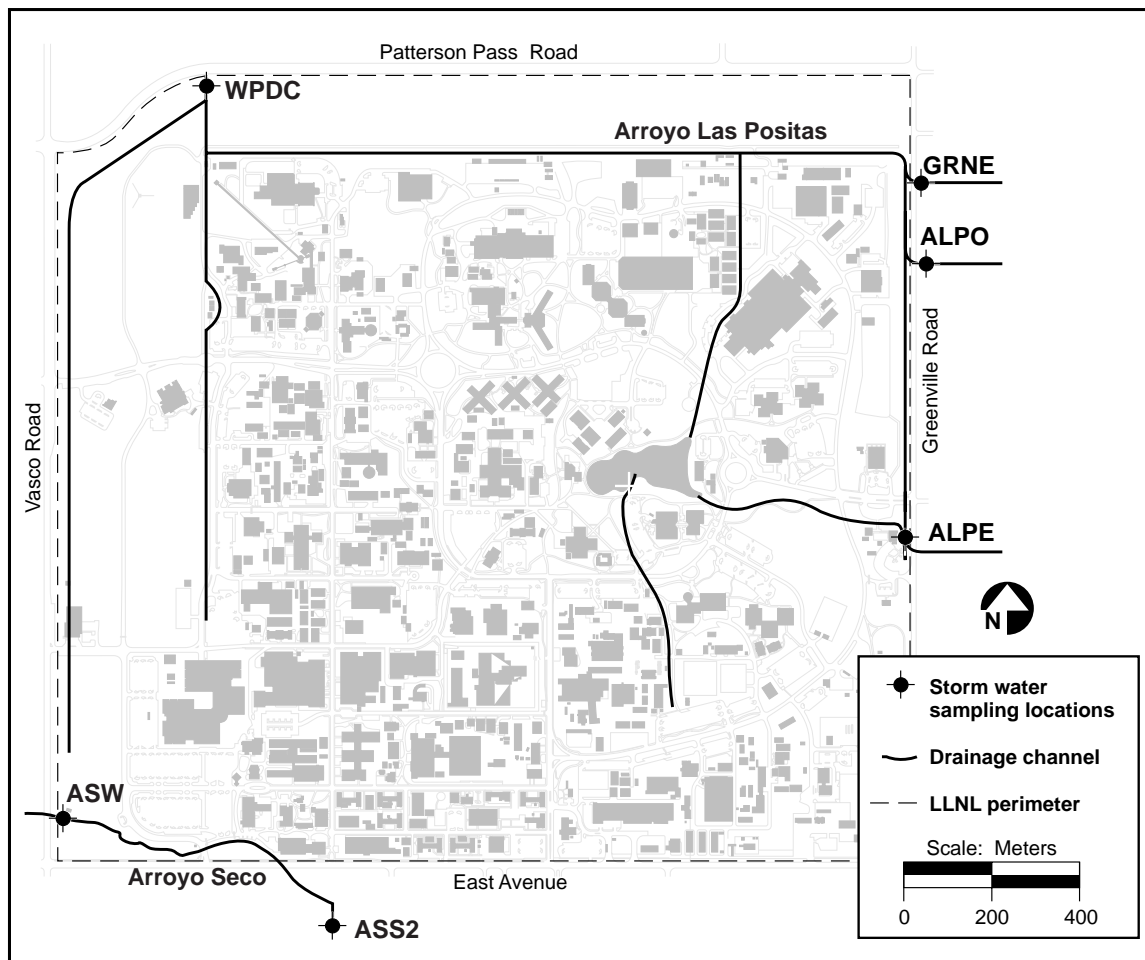 Patterson Pass Road
WPDC
Arroyo Las Positas
GRNE
ALPO
Greenville Road
Vasco Road
ALPE
N
Storm water
sampling locations
Drainage channel
LLNL perimeter
Scale: Meters
0 200 400
ASW
Arroyo Seco
East Avenue
ASS2